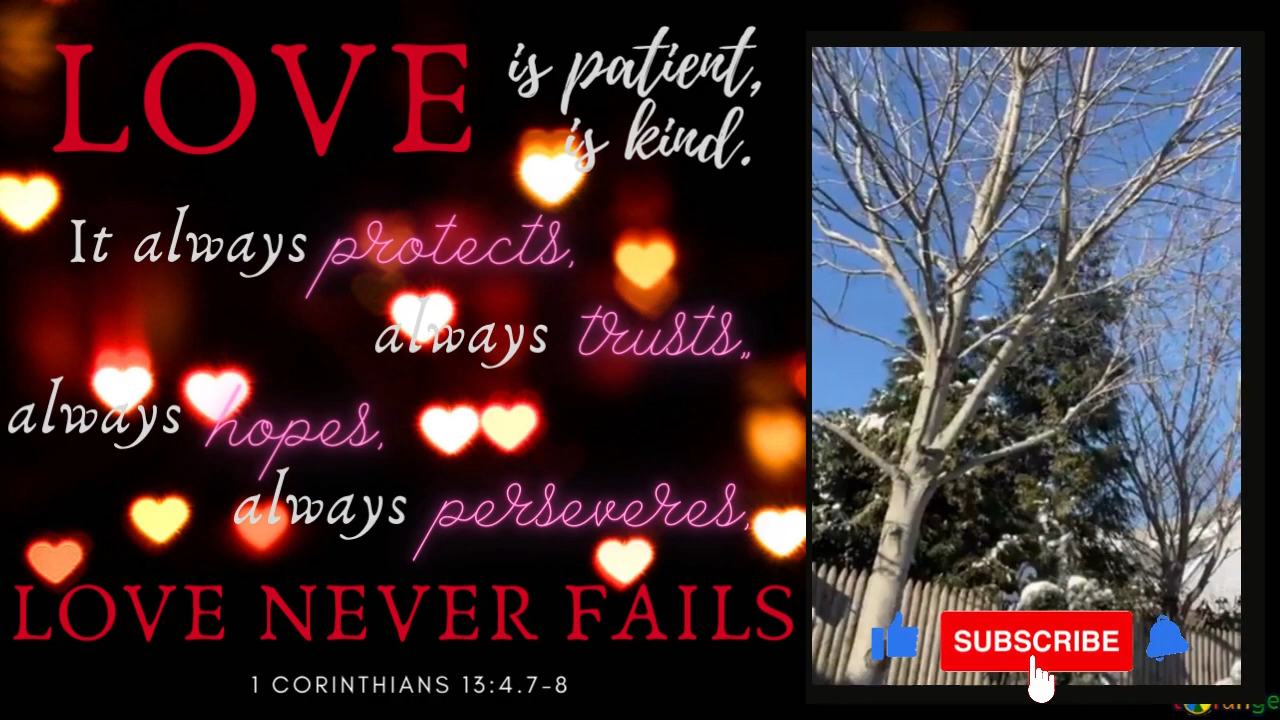 LOVE is patient,
is kind.
It always protects,
always trusts,,
always hopes,
always perseveres,
LOVE NEVER FAILS
1 CORINTHIANS 13:4.7-8
SUBSCRIBE